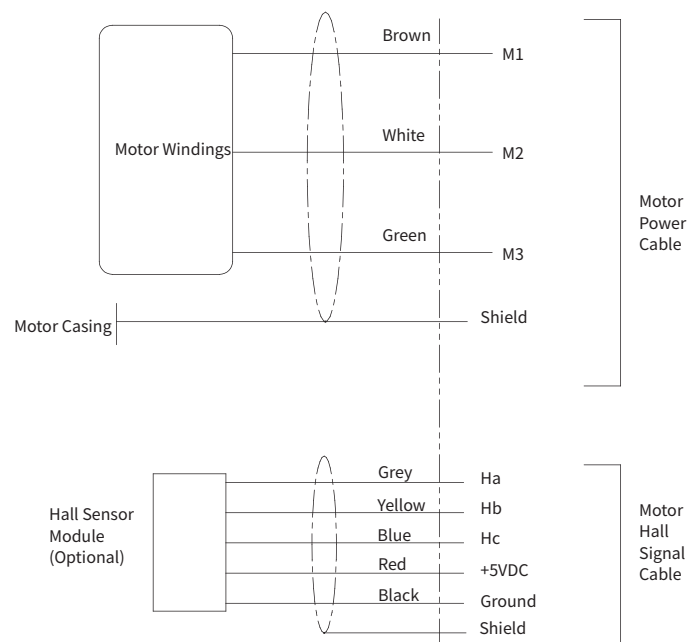 Brown
M1
Motor Windings
White
M2
Motor
Power
Cable
Green
M3
Motor Casing
Shield
Hall Sensor
Module
(Optional)
Grey
Ha
Yellow
Hb
Blue
Hc
Red
+5VDC
Black
Ground
Shield
Motor
Hall
Signal
Cable